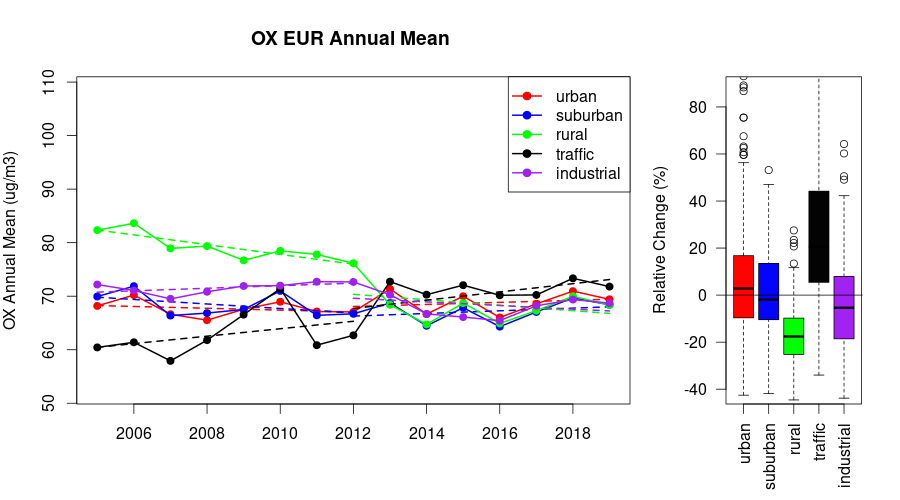 OX EUR Annual Mean
OX Annual Mean (ug/m3)
110
100
90
80
70
60
50
2006 2008 2010 2012 2014 2016 2018
urban
suburban
rural
traffic
industrial
Relative Change (%)
80
60
40
20
0
-20
-40
urban
suburban
rural
traffic
industrial